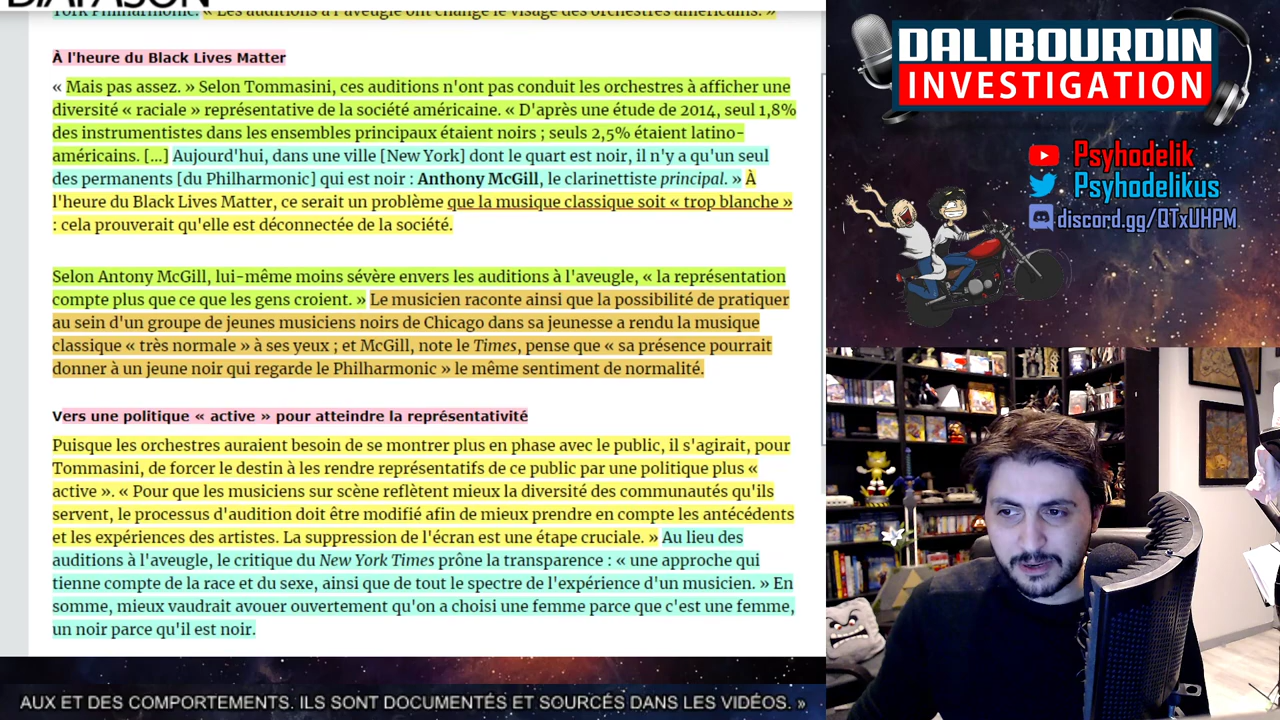 DIAPASON
York Philharmonic. « Les auditions à l'aveugle ont changé le visage des orchestres américains. »
À l'heure du Black Lives Matter
« Mais pas assez. » Selon Tommasini, ces auditions n'ont pas conduit les orchestres à afficher une
diversité « raciale » représentative de la société américaine. « D'après une étude de 2014, seul 1,8%
des instrumentistes dans les ensembles principaux étaient noirs ; seuls 2,5% étaient latino-
américains. [...] Aujourd'hui, dans une ville [New York] dont le quart est noir, il n'y a qu'un seul
des permanents [du Philharmonic] qui est noir : Anthony McGill, le clarinettiste principal. » À
l'heure du Black Lives Matter, ce serait un problème que la musique classique soit « trop blanche »
: cela prouverait qu'elle est déconnectée de la société.
Selon Antony McGill, lui-même moins sévère envers les auditions à l'aveugle, « la représentation
compte plus que ce que les gens croient. » Le musicien raconte ainsi que la possibilité de pratiquer
au sein d'un groupe de jeunes musiciens noirs de Chicago dans sa jeunesse a rendu la musique
classique « très normale » à ses yeux ; et McGill, note le Times, pense que « sa présence pourrait
donner à un jeune noir qui regarde le Philharmonic » le même sentiment de normalité.
Vers une politique « active » pour atteindre la représentativité
Puisque les orchestres auraient besoin de se montrer plus en phase avec le public, il s'agirait, pour
Tommasini, de forcer le destin à les rendre représentatifs de ce public par une politique plus «
active ». « Pour que les musiciens sur scène reflètent mieux la diversité des communautés qu'ils
servent, le processus d'audition doit être modifié afin de mieux prendre en compte les antécédents
et les expériences des artistes. La suppression de l'écran est une étape cruciale. » Au lieu des
auditions à l'aveugle, le critique du New York Times prône la transparence : « une approche qui
tienne compte de la race et du sexe, ainsi que de tout le spectre de l'expérience d'un musicien. » En
somme, mieux vaudrait avouer ouvertement qu'on a choisi une femme parce que c'est une femme,
un noir parce qu'il est noir.
AUX ET DES COMPORTEMENTS. ILS SONT DOCUMENTÉS ET SOURCÉS DANS LES VIDÉOS. »
DALIBOURDIN
INVESTIGATION
Psyhodelik
Psyhodelikus
discord.gg/QTxUHPM